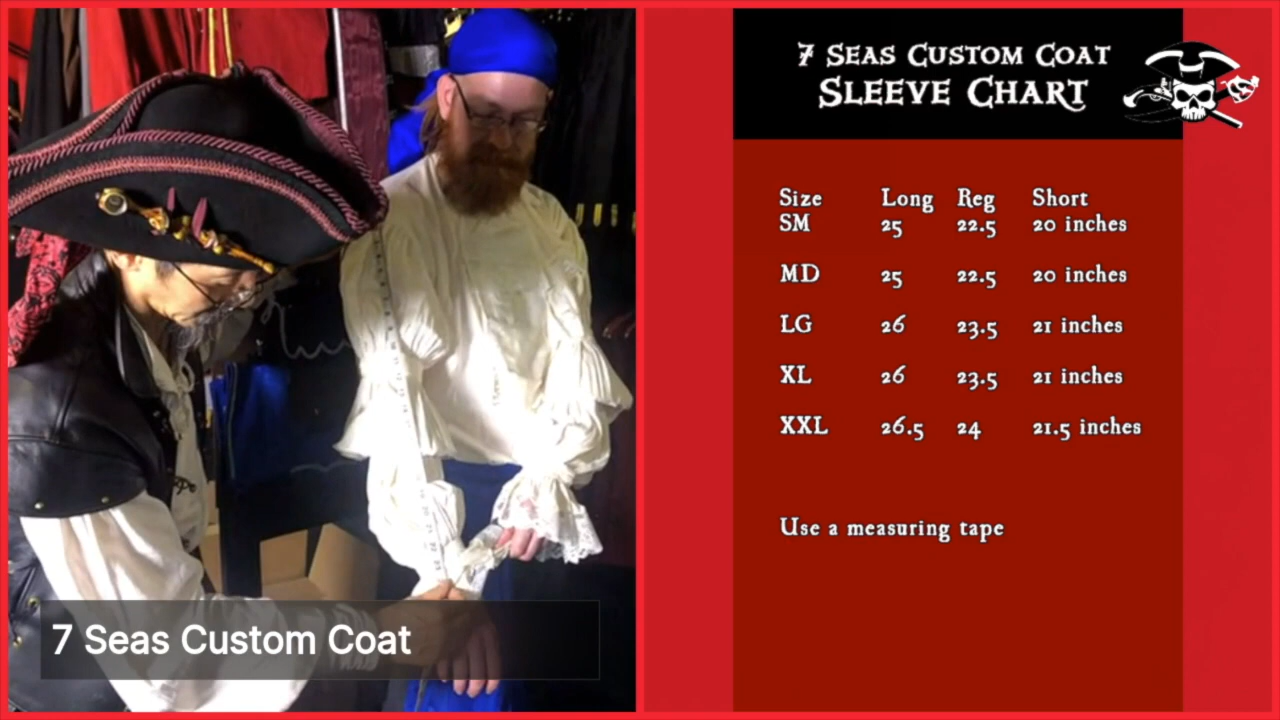 7 Seas Custom Coat
7 Seas Custom Coat
Sleeve Chart
Size Long Reg Short
SM 25 22.5 20 inches
MD 25 22.5 20 inches
LG 26 23.5 21 inches
XL 26 23.5 21 inches
XXL 26.5 24 21.5 inches
Use a measuring tape